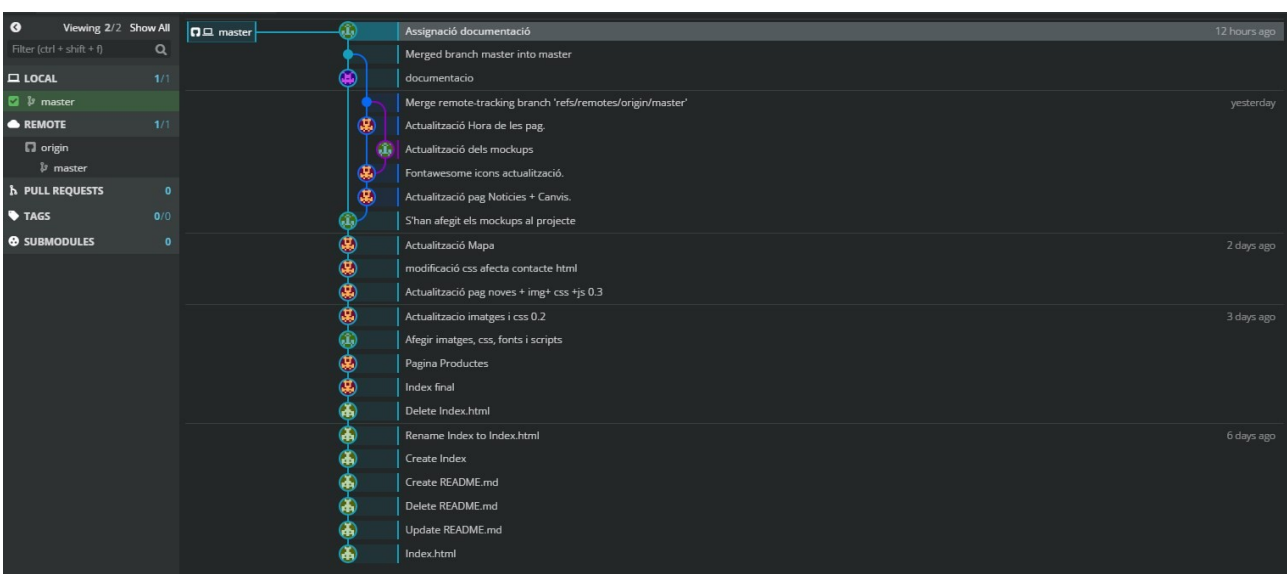 Viewing 2/2 Show All
Filter (ctrl + shift + f)
LOCAL 1/1
master
REMOTE 1/1
origin
master
PULL REQUESTS 0
TAGS 0/0
SUBMODULES 0
master
Assignació documentació 12 hours ago
Merged branch master into master
documentacio
Merge remote-tracking branch 'refs/remotes/origin/master' yesterday
Actualització Hora de les pag.
Actualització dels mockups
Fontawesome icons actualització.
Actualització pag Noticies + Canvis.
S'han afegit els mockups al projecte
Actualització Mapa 2 days ago
modificació css afecta contacte html
Actualització pag noves + img+ css +js 0.3
Actualitzacio imatges i css 0.2 3 days ago
Afegir imatges, css, fonts i scripts
Pagina Productes
Index final
Delete Index.html
Rename Index to Index.html 6 days ago
Create Index
Create README.md
Delete README.md
Update README.md
Index.html